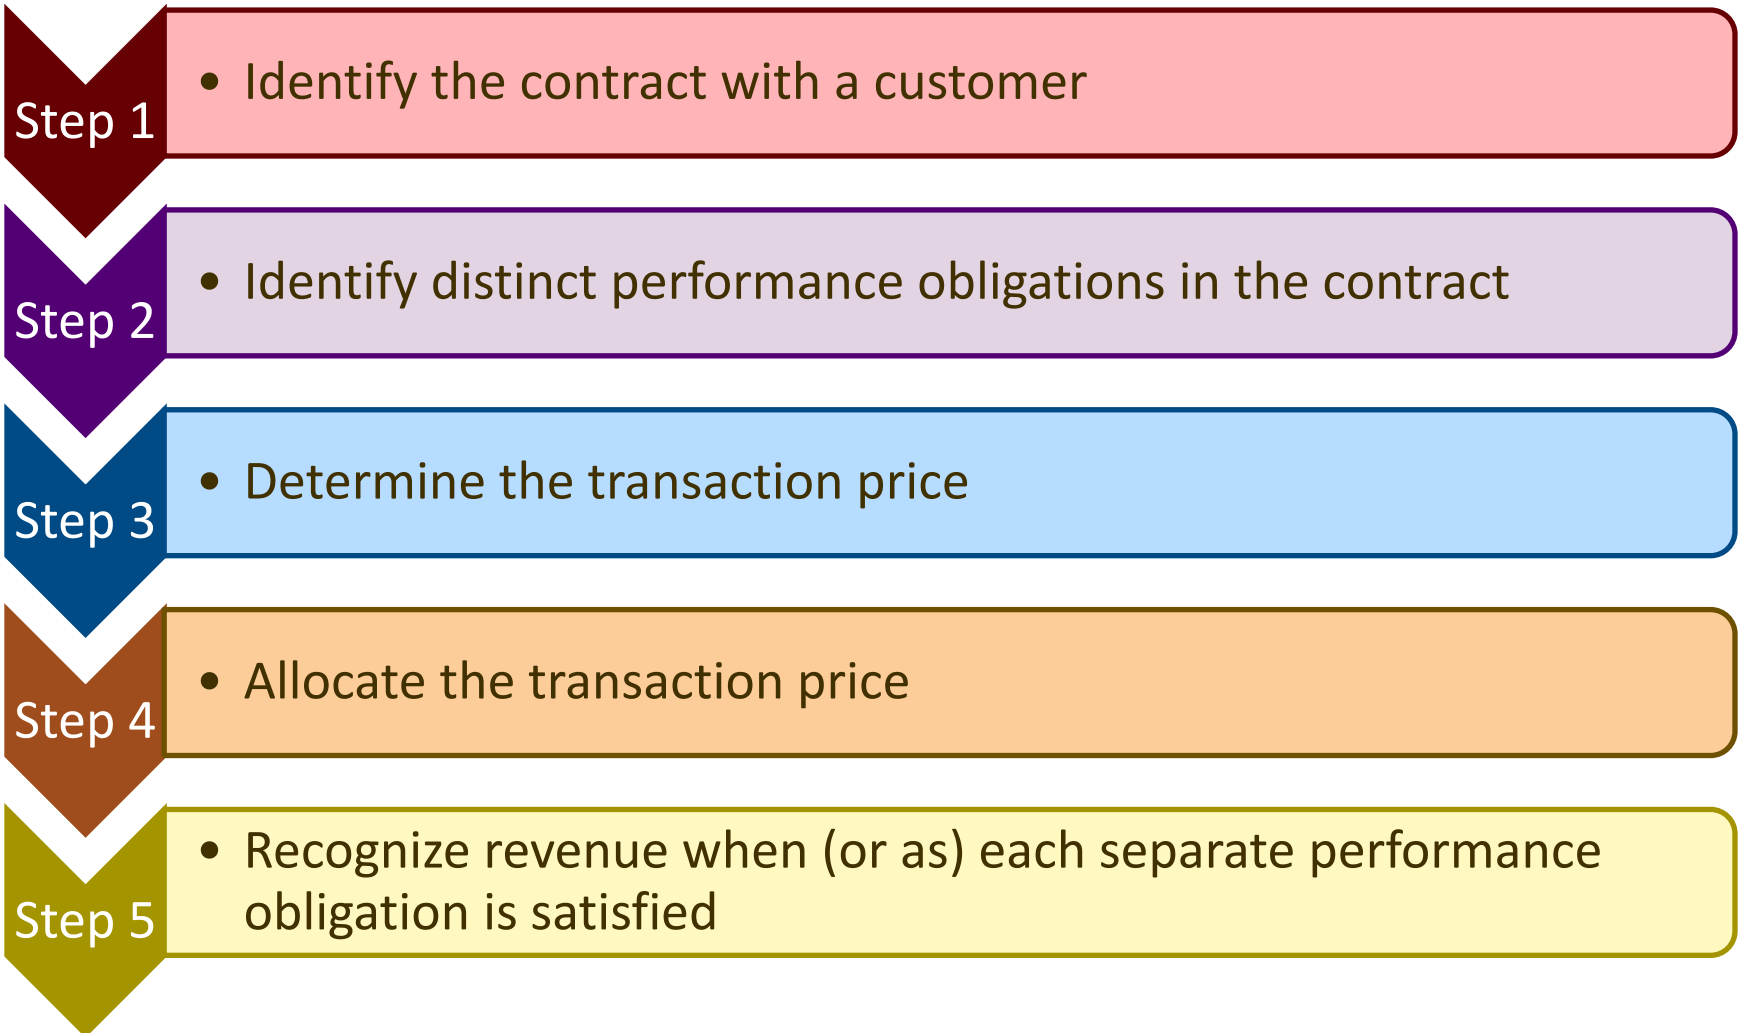 Step 1
• Identify the contract with a customer
Step 2
• Identify distinct performance obligations in the contract
Step 3
• Determine the transaction price
Step 4
• Allocate the transaction price
Step 5
• Recognize revenue when (or as) each separate performance
obligation is satisfied